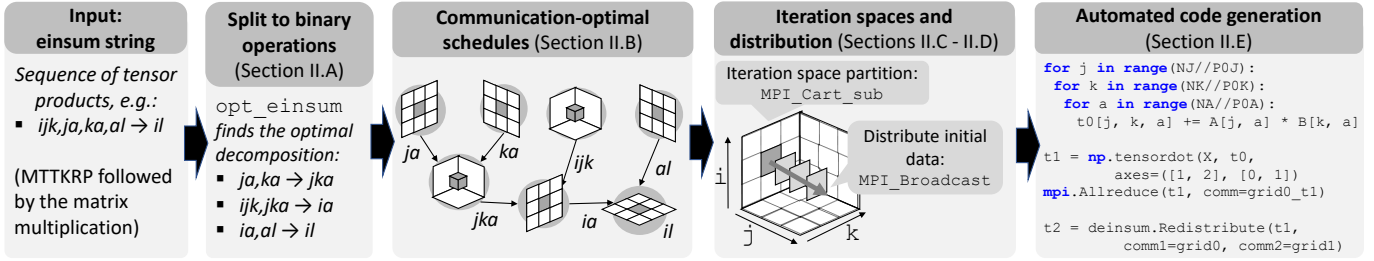 Input:
einsum string
Sequence of tensor
products, e.g.:
▪ ijk,ja,ka,al → il
(MTTKRP followed
by the matrix
multiplication)
Split to binary
operations
(Section II.A)
opt_einsum
finds the optimal
decomposition:
▪ ja,ka → jka
▪ ijk,jka → ia
▪ ia,al → il
Communication-optimal
schedules (Section II.B)
ja
ka
ijk
al
jka
ia
il
Iteration spaces and
distribution (Sections II.C - II.D)
Iteration space partition:
MPI_Cart_sub
Distribute initial
data:
MPI_Broadcast
i
j
k
Automated code generation
(Section II.E)
for j in range(NJ//P0J):
for k in range(NK//P0K):
for a in range(NA//P0A):
t0[j, k, a] += A[j, a] * B[k, a]
t1 = np.tensordot(X, t0,
axes=([1, 2], [0, 1])
mpi.Allreduce(t1, comm=grid0_t1)
t2 = deinsum.Redistribute(t1,
comm1=grid0, comm2=grid1)